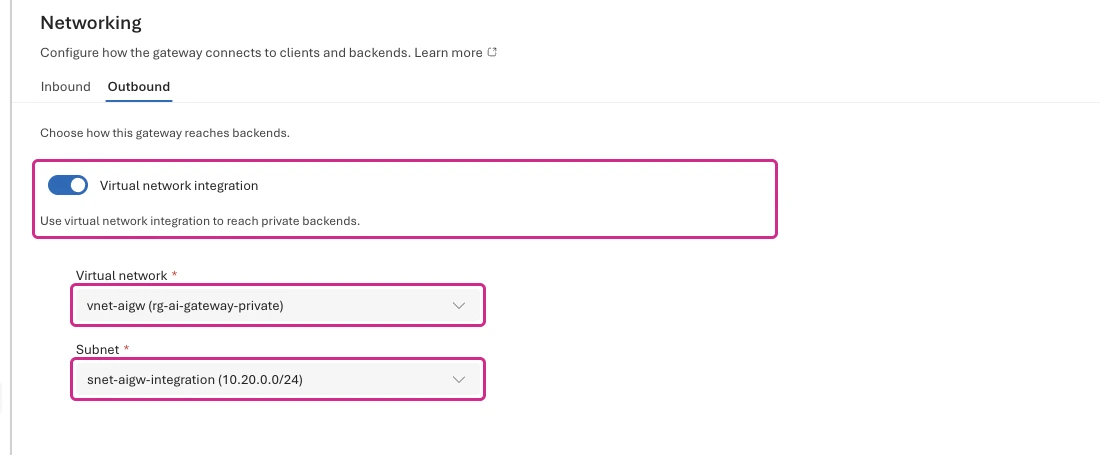 Networking
Configure how the gateway connects to clients and backends. Learn more
Inbound Outbound
Choose how this gateway reaches backends.
Virtual network integration
Use virtual network integration to reach private backends.
Virtual network *
vnet-aigw (rg-ai-gateway-private)
Subnet *
snet-aigw-integration (10.20.0.0/24)